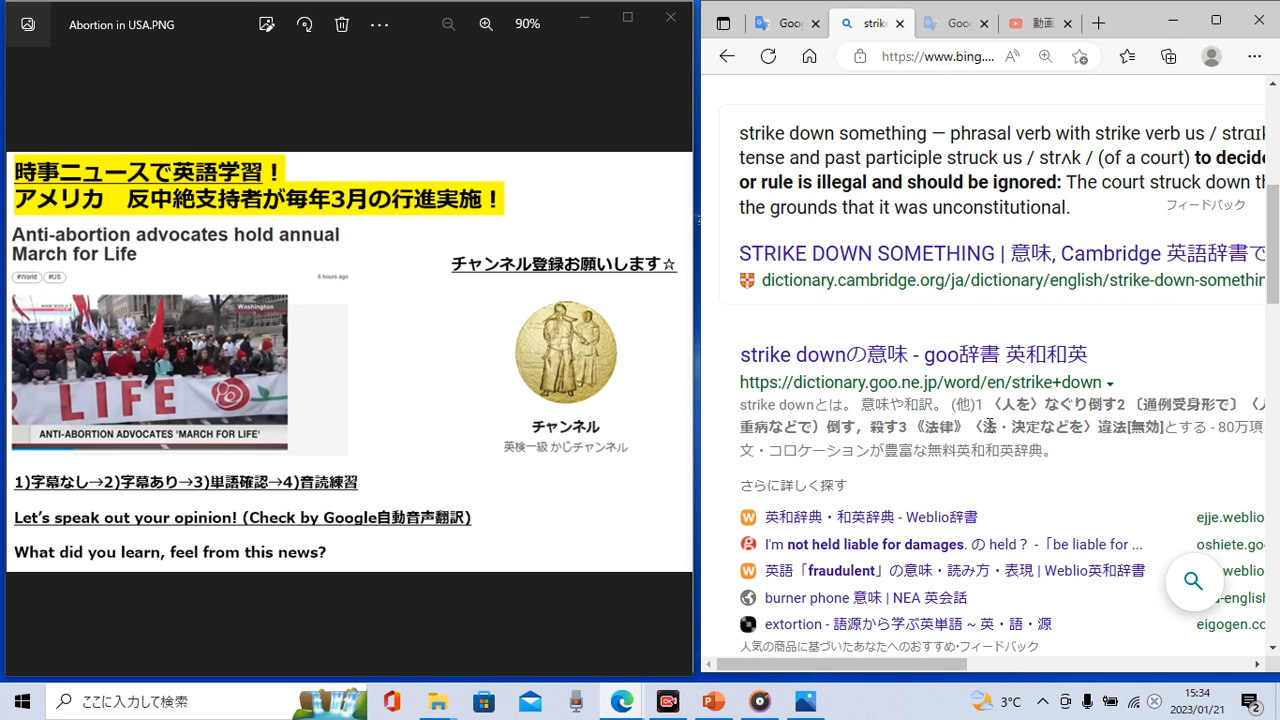 Abortion in USA.PNG
90%
時事ニュースで英語学習！
アメリカ　反中絶支持者が毎年3月の行進実施！
Anti-abortion advocates hold annual
March for Life
#World #US
6 hours ago
Washington
LIFE
ANTI-ABORTION ADVOCATES 'MARCH FOR LIFE'
チャンネル登録お願いします☆
チャンネル
英検一級 かじチャンネル
1)字幕なし→2)字幕あり→3)単語確認→4)音読練習
Let's speak out your opinion! (Check by Google自動音声翻訳)
What did you learn, feel from this news?
Goo
strik
Goo
動画
https://www.bing....
strike down something — phrasal verb with strike verb us / straɪk
tense and past participle struck us / strʌk / (of a court) to decide
or rule is illegal and should be ignored: The court struck down th
the grounds that it was unconstitutional.
フィードバック
STRIKE DOWN SOMETHING | 意味, Cambridge 英語辞書で
dictionary.cambridge.org/ja/dictionary/english/strike-down-somethin
strike downの意味 - goo辞書 英和和英
https://dictionary.goo.ne.jp/word/en/strike+down
strike downとは。 意味や和訳。 (他)1 〈人を〉なぐり倒す2 〔通例受身形で〕〈人
重病などで）倒す，殺す3 《法律》〈法・決定などを〉違法[無効]とする - 80万項
文・コロケーションが豊富な無料英和和英辞典。
さらに詳しく探す
英和辞典・和英辞典 - Weblio辞書
ejje.weblio
I'm not held liable for damages. の held？ -「be liable for ...
oshiete.go
英語「fraudulent」の意味・読み方・表現 | Weblio英和辞書
weblio
burner phone 意味 | NEA 英会話
-english
extortion - 語源から学ぶ英単語 ~ 英・語・源
eigogen.co
人気の商品に基づいたあなたへのおすすめ•フィードバック
ここに入力して検索
3°C
15:34
2023/01/21
2